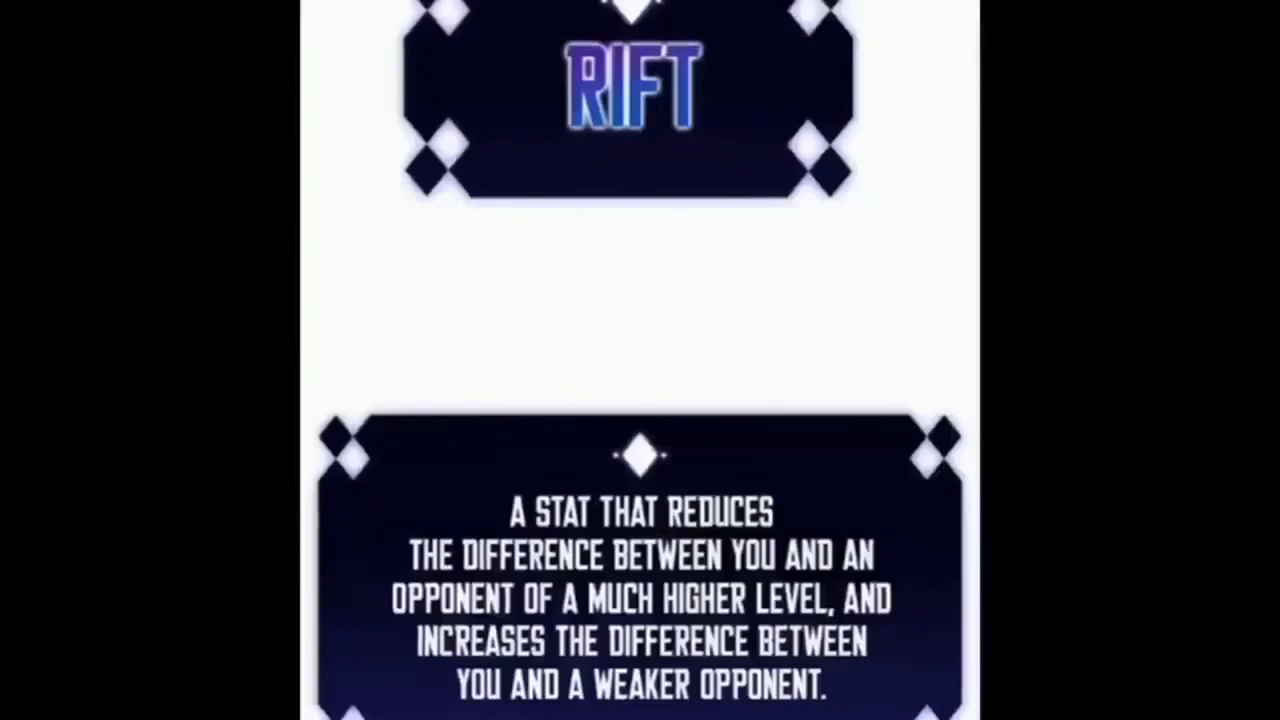 RIFT
A STAT THAT REDUCES
THE DIFFERENCE BETWEEN YOU AND AN
OPPONENT OF A MUCH HIGHER LEVEL, AND
INCREASES THE DIFFERENCE BETWEEN
YOU AND A WEAKER OPPONENT.